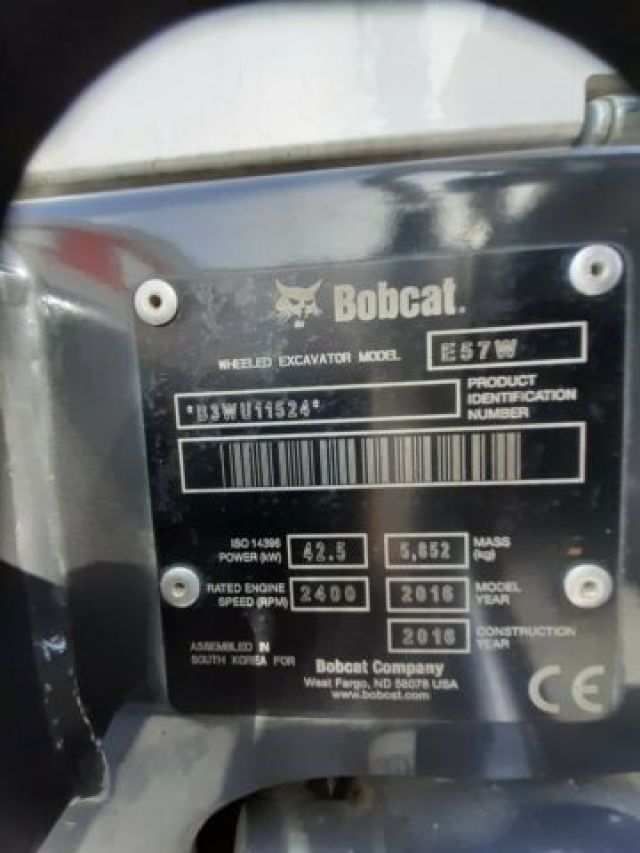 Bobcat.
WHEELED EXCAVATOR MODEL E57W
*B3WU11524*
PRODUCT IDENTIFICATION NUMBER
ISO 14396 POWER (kW) 42.5
5,652 MASS (kg)
RATED ENGINE SPEED (RPM) 2400
2016 MODEL YEAR
2016 CONSTRUCTION YEAR
ASSEMBLED IN SOUTH KOREA FOR
Bobcat Company
West Fargo, ND 58078 USA
www.bobcat.com
CE